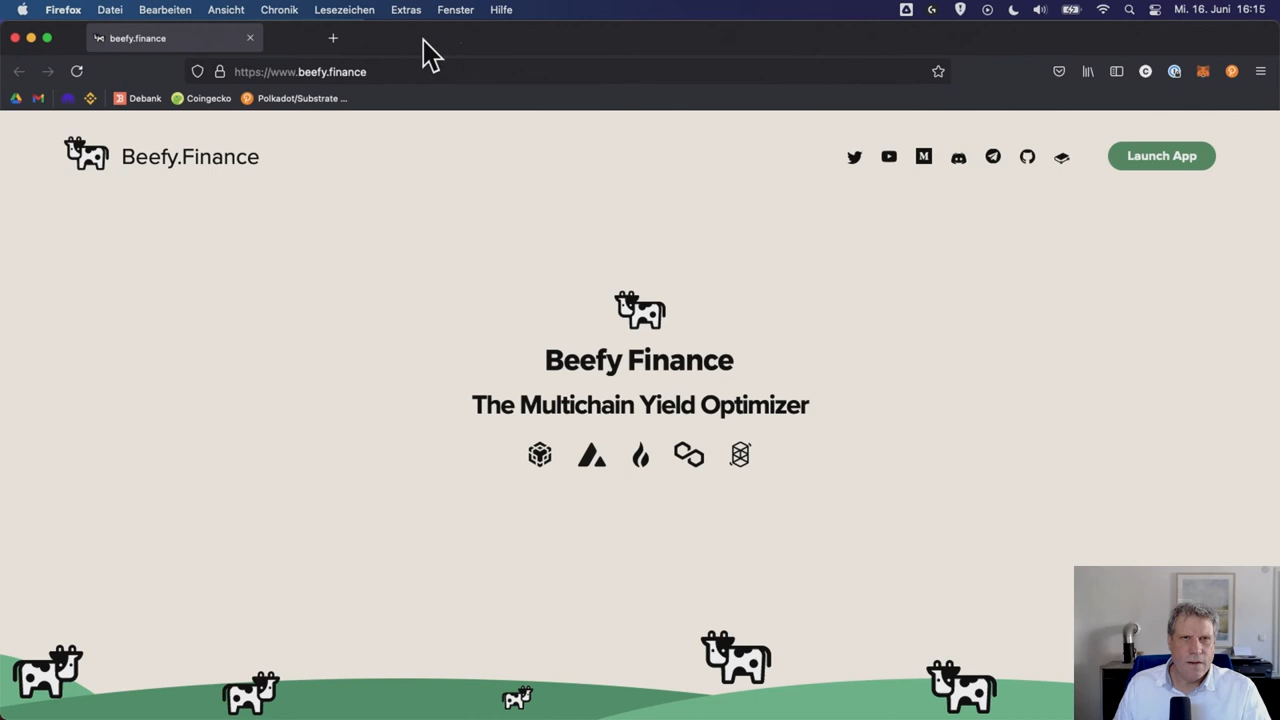 Firefox Datei Bearbeiten Ansicht Chronik Lesezeichen Extras Fenster Hilfe Mi. 16. Juni 16:15
beefy.finance
https://www.beefy.finance
Debank Coingecko Polkadot/Substrate ...
Beefy.Finance
Launch App
Beefy Finance
The Multichain Yield Optimizer